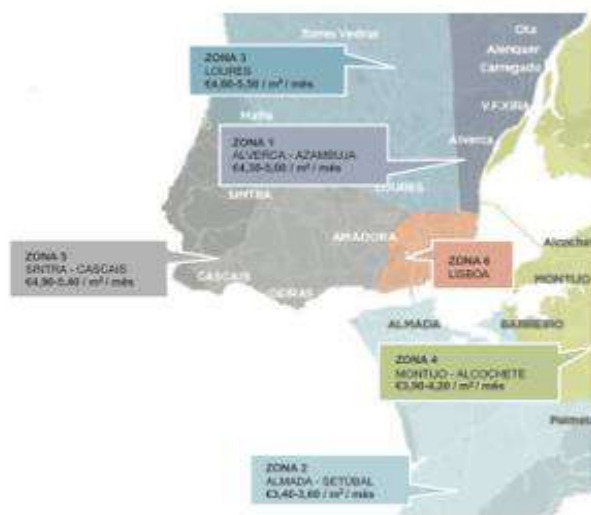 Torres Vedras
Ota
Alenquer
Carregado
ZONA 3
LOURES
€4,00-5,50 / m² / mês
V.F.XIRA
Mafra
Alverca
ZONA 1
ALVERCA - AZAMBUJA
€4,30-5,00 / m² / mês
SINTRA
LOURES
AMADORA
Alcochet
ZONA 5
SINTRA - CASCAIS
€4,90-5,40 / m² / mês
ZONA 6
LISBOA
CASCAIS
OEIRAS
MONTIJO
ALMADA
BARREIRO
ZONA 4
MONTIJO - ALCOCHETE
€3,90-4,20 / m² / mês
Palmela
ZONA 2
ALMADA - SETÚBAL
€3,40-3,60 / m² / mês